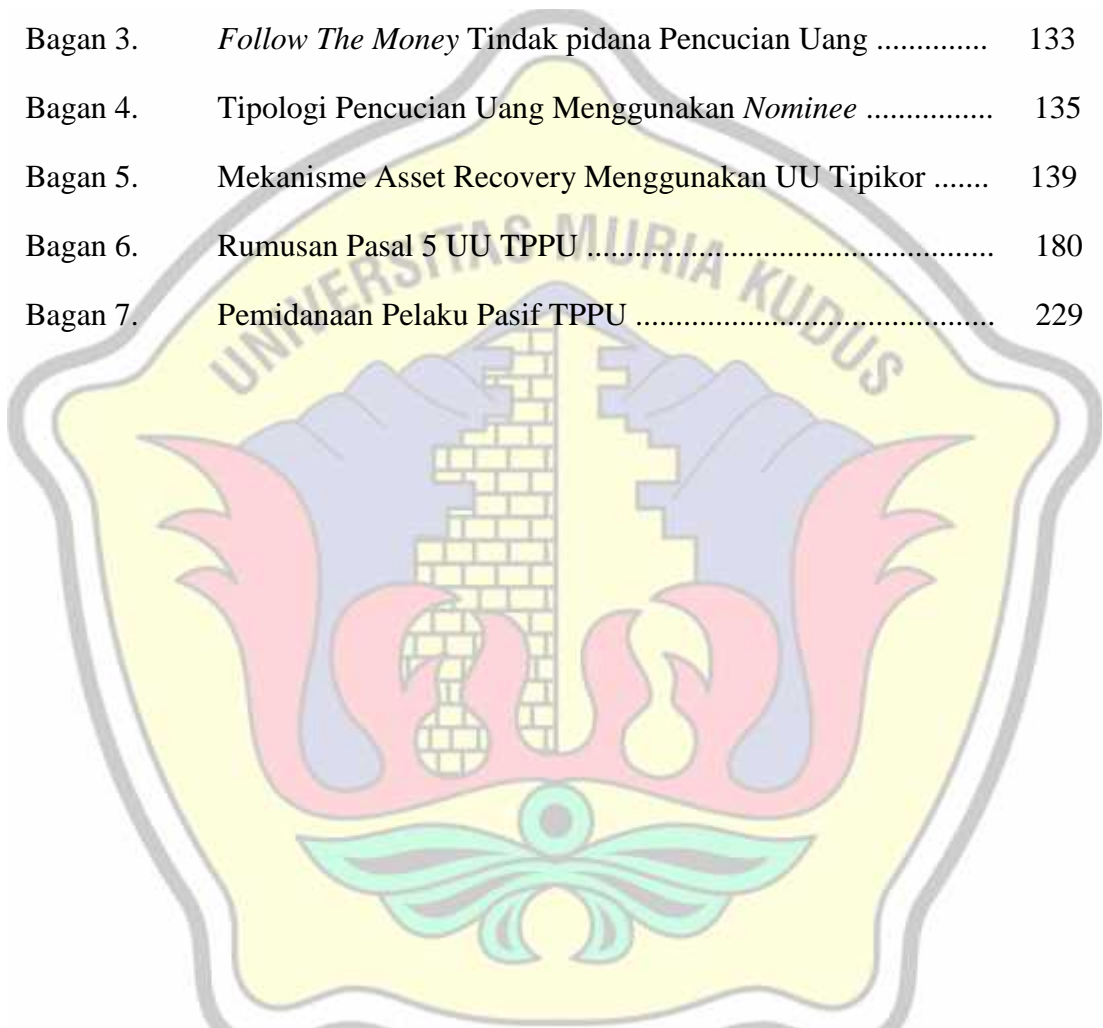 Bagan 3. Follow The Money Tindak pidana Pencucian Uang .............. 133
Bagan 4. Tipologi Pencucian Uang Menggunakan Nominee ............... 135
Bagan 5. Mekanisme Asset Recovery Menggunakan UU Tipikor ....... 139
Bagan 6. Rumusan Pasal 5 UU TPPU ................................................ 180
Bagan 7. Pemidanaan Pelaku Pasif TPPU .......................................... 229
UNIVERSITAS MURIA KUDUS